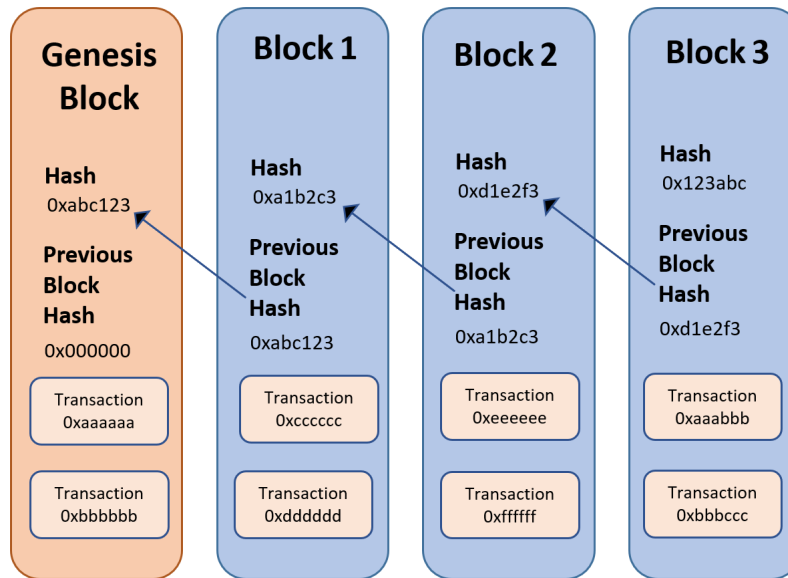 Genesis
Block
Hash
0xabc123
Previous
Block
Hash
0x000000
Transaction
0xaaaaaa
Transaction
0xbbbbbb
Block 1
Hash
0xa1b2c3
Previous
Block
Hash
0xabc123
Transaction
0xcccccc
Transaction
0xdddddd
Block 2
Hash
0xd1e2f3
Previous
Block
Hash
0xa1b2c3
Transaction
0xeeeeee
Transaction
0xffffff
Block 3
Hash
0x123abc
Previous
Block
Hash
0xd1e2f3
Transaction
0xaaabbb
Transaction
0xbbbccc